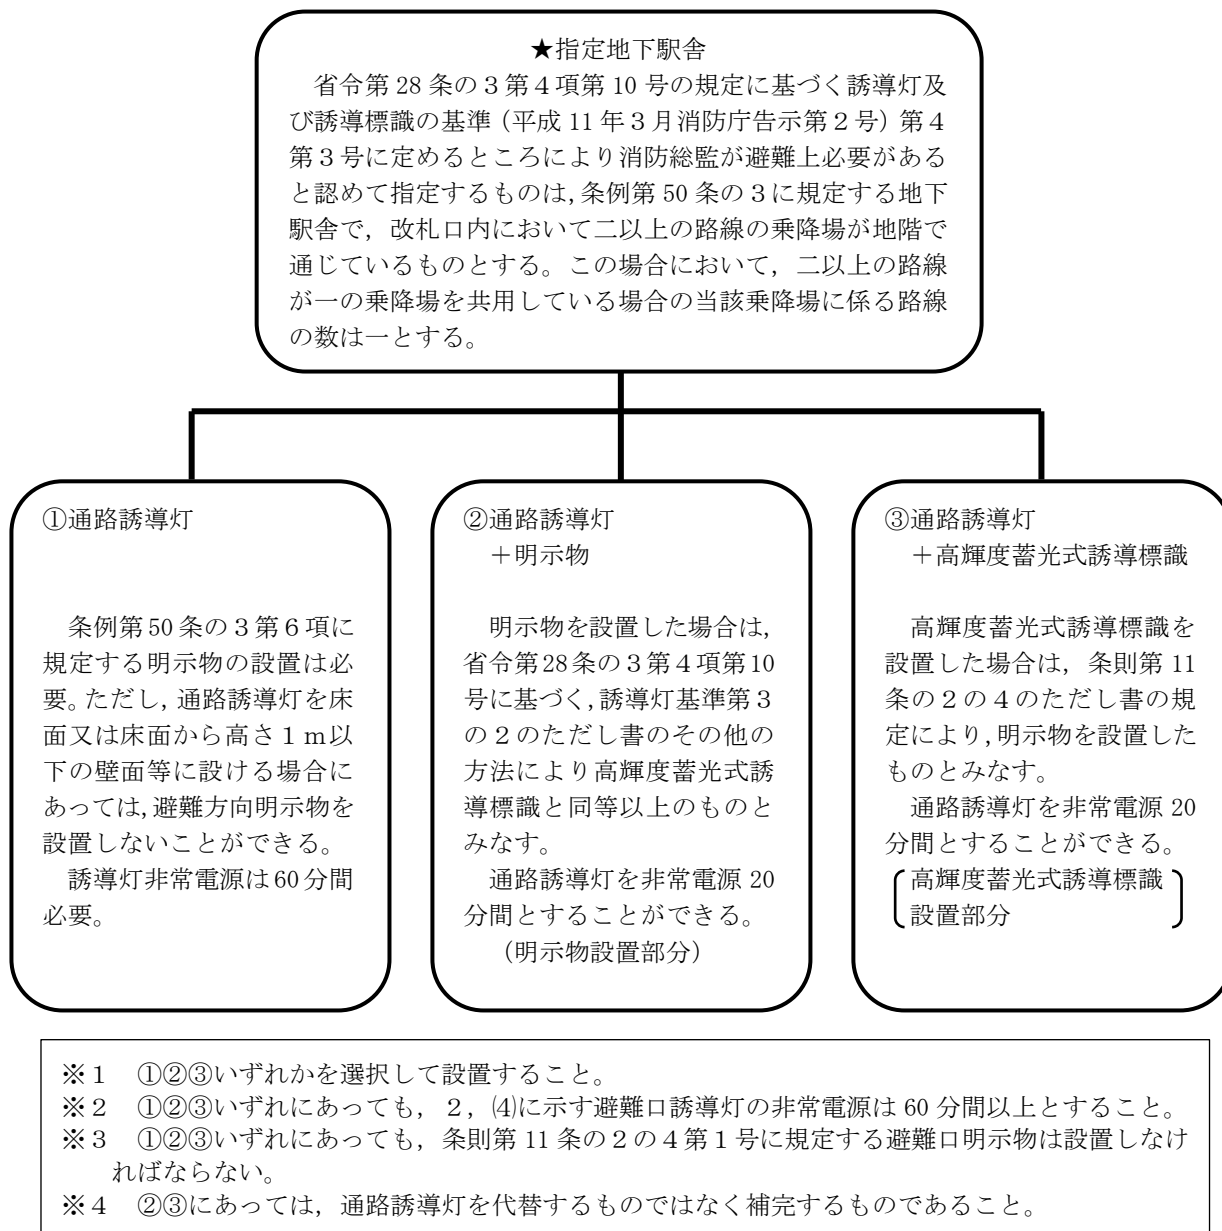 ★指定地下駅舎
省令第28条の3第4項第10号の規定に基づく誘導灯及
び誘導標識の基準（平成11年3月消防庁告示第2号）第4
第3号に定めるところにより消防総監が避難上必要がある
と認めて指定するものは，条例第50条の3に規定する地下
駅舎で，改札口内において二以上の路線の乗降場が地階で
通じているものとする。この場合において，二以上の路線
が一の乗降場を共用している場合の当該乗降場に係る路線
の数は一とする。
①通路誘導灯
条例第50条の3第6項に
規定する明示物の設置は必
要。ただし，通路誘導灯を床
面又は床面から高さ1m以
下の壁面等に設ける場合に
あっては，避難方向明示物を
設置しないことができる。
誘導灯非常電源は60分間
必要。
②通路誘導灯
＋明示物
明示物を設置した場合は，
省令第28条の3第4項第10
号に基づく，誘導灯基準第3
の2のただし書のその他の
方法により高輝度蓄光式誘
導標識と同等以上のものと
みなす。
通路誘導灯を非常電源20
分間とすることができる。
（明示物設置部分）
③通路誘導灯
＋高輝度蓄光式誘導標識
高輝度蓄光式誘導標識を
設置した場合は，条則第11
条の2の4のただし書の規
定により，明示物を設置した
ものとみなす。
通路誘導灯を非常電源20
分間とすることができる。
高輝度蓄光式誘導標識
設置部分
※1　①②③いずれかを選択して設置すること。
※2　①②③いずれにあっても，2，⑷に示す避難口誘導灯の非常電源は60分間以上とすること。
※3　①②③いずれにあっても，条則第11条の2の4第1号に規定する避難口明示物は設置しなけ
ればならない。
※4　②③にあっては，通路誘導灯を代替するものではなく補完するものであること。